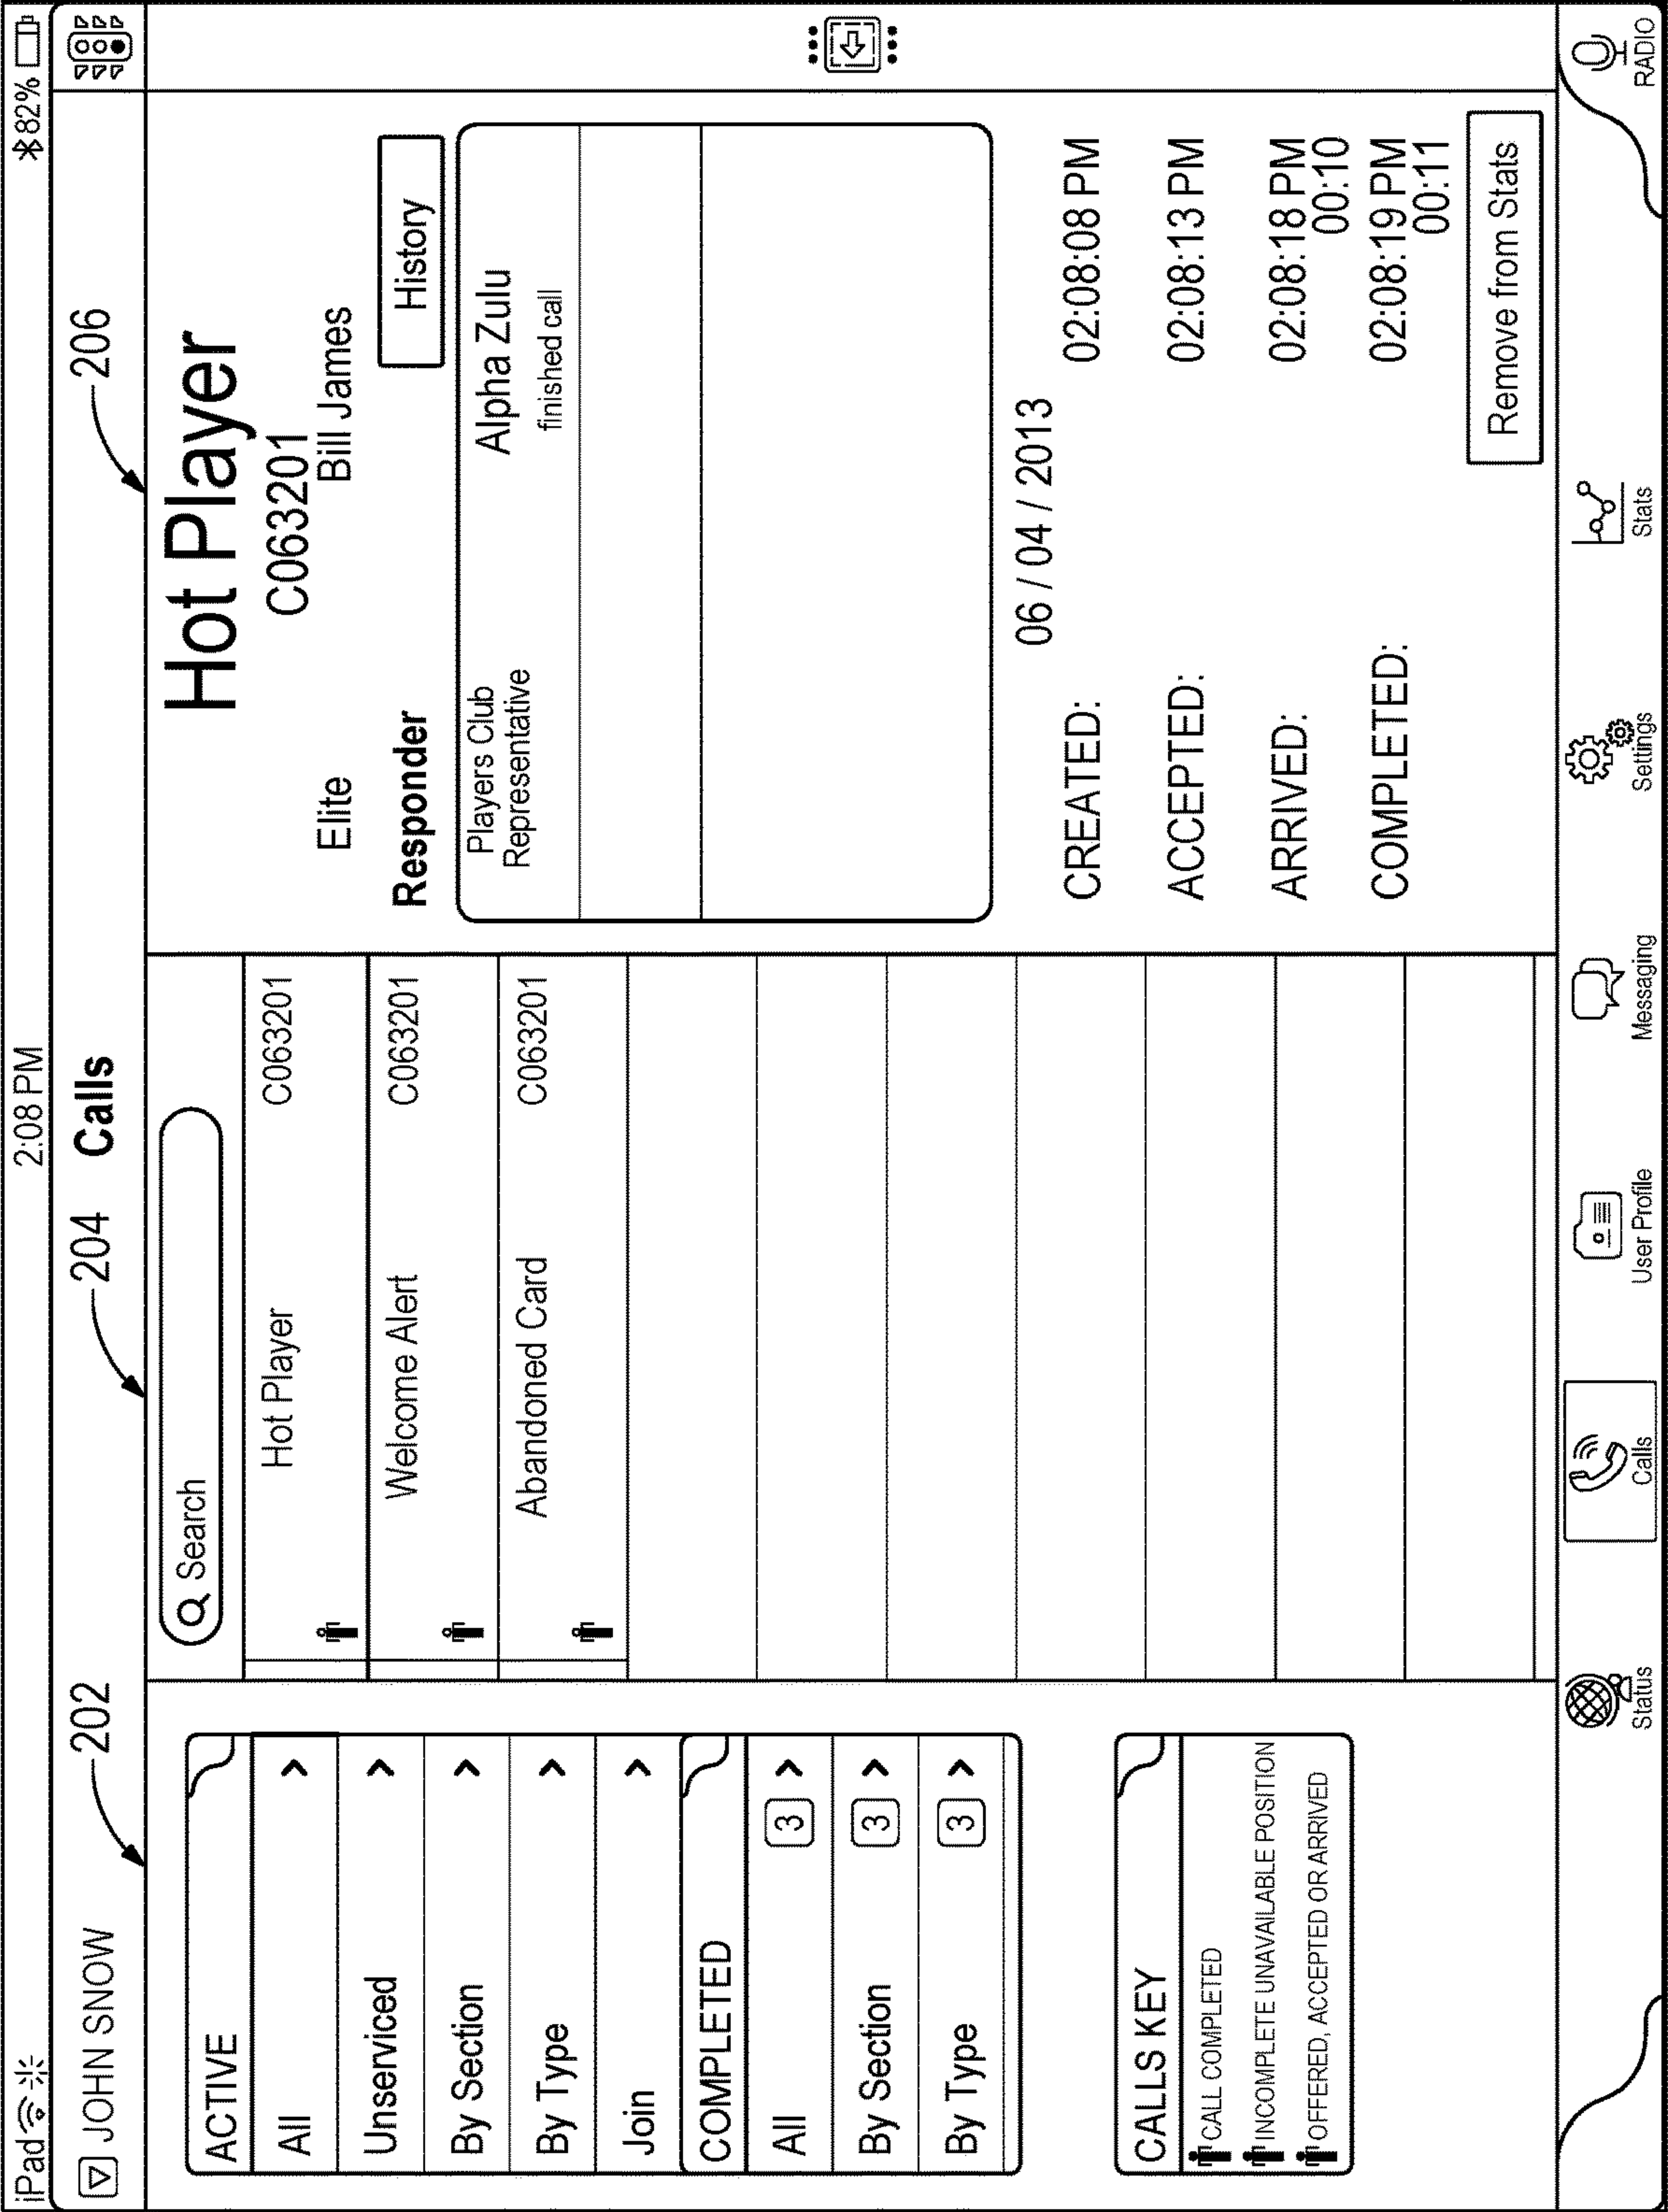 iPad 2:08 PM 82%
JOHN SNOW Calls
202
204
206
ACTIVE
All >
Unserviced >
By Section >
By Type >
Join >
COMPLETED
All 3 >
By Section 3 >
By Type 3 >
CALLS KEY
CALL COMPLETED
INCOMPLETE UNAVAILABLE POSITION
OFFERED, ACCEPTED OR ARRIVED
Search
Hot Player C063201
Welcome Alert C063201
Abandoned Card C063201
Hot Player
C063201
Elite Bill James
Responder History
Players Club
Representative
Alpha Zulu
finished call
06 / 04 / 2013
CREATED: 02:08:08 PM
ACCEPTED: 02:08:13 PM
ARRIVED: 02:08:18 PM
00:10
COMPLETED: 02:08:19 PM
00:11
Remove from Stats
Status
Calls
User Profile
Messaging
Settings
Stats
RADIO